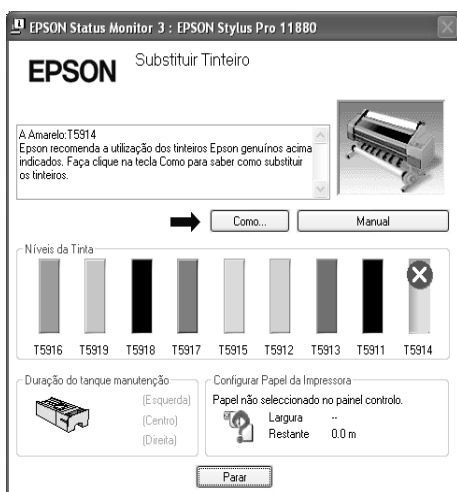 EPSON Status Monitor 3 : EPSON Stylus Pro 11880
EPSON
Substituir Tinteiro
A Amarelo:T5914
Epson recomenda a utilização dos tinteiros Epson genuínos acima
indicados. Faça clique na tecla Como para saber como substituir
os tinteiros.
Como...
Manual
Níveis da Tinta
T5916 T5919 T5918 T5917 T5915 T5912 T5913 T5911 T5914
Duração do tanque manutenção
(Esquerda)
(Centro)
(Direita)
Configurar Papel da Impressora
Papel não seleccionado no painel controlo.
Largura --
Restante 0.0 m
Parar